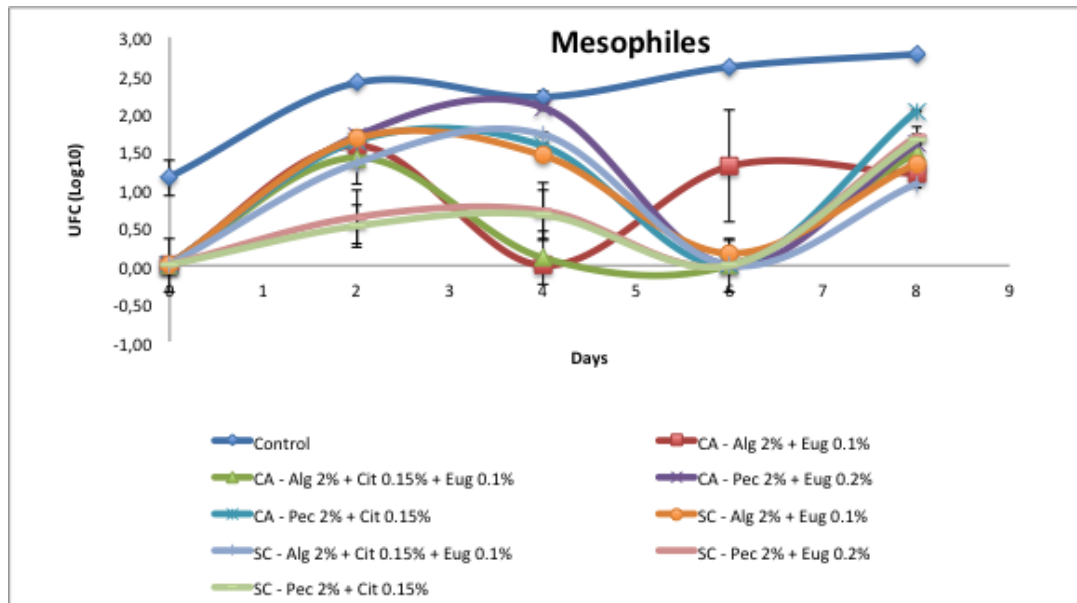 Mesophiles
3,00
2,50
2,00
1,50
1,00
0,50
0,00
-0,50
-1,00
UFC (Log10)
0 1 2 3 4 5 6 7 8 9
Days
Control
CA - Alg 2% + Eug 0.1%
CA - Alg 2% + Cit 0.15% + Eug 0.1%
CA - Pec 2% + Eug 0.2%
CA - Pec 2% + Cit 0.15%
SC - Alg 2% + Eug 0.1%
SC - Alg 2% + Cit 0.15% + Eug 0.1%
SC - Pec 2% + Eug 0.2%
SC - Pec 2% + Cit 0.15%